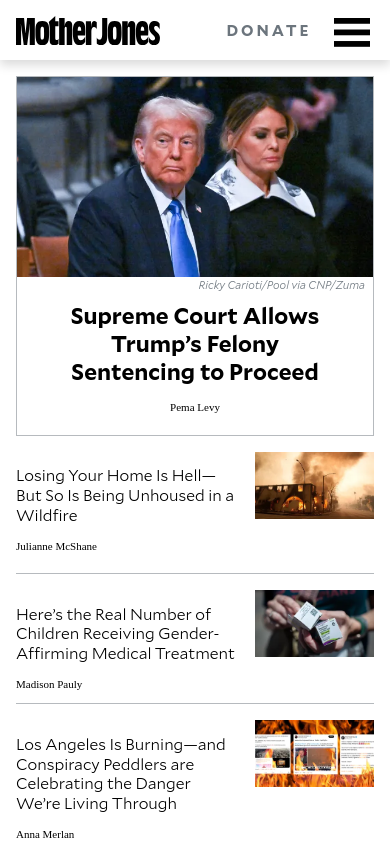 Mother Jones
DONATE
Ricky Carioti/Pool via CNP/Zuma
Supreme Court Allows
Trump’s Felony
Sentencing to Proceed
Pema Levy
Losing Your Home Is Hell—
But So Is Being Unhoused in a
Wildfire
Julianne McShane
Here’s the Real Number of
Children Receiving Gender-
Affirming Medical Treatment
Madison Pauly
Los Angeles Is Burning—and
Conspiracy Peddlers are
Celebrating the Danger
We’re Living Through
Anna Merlan